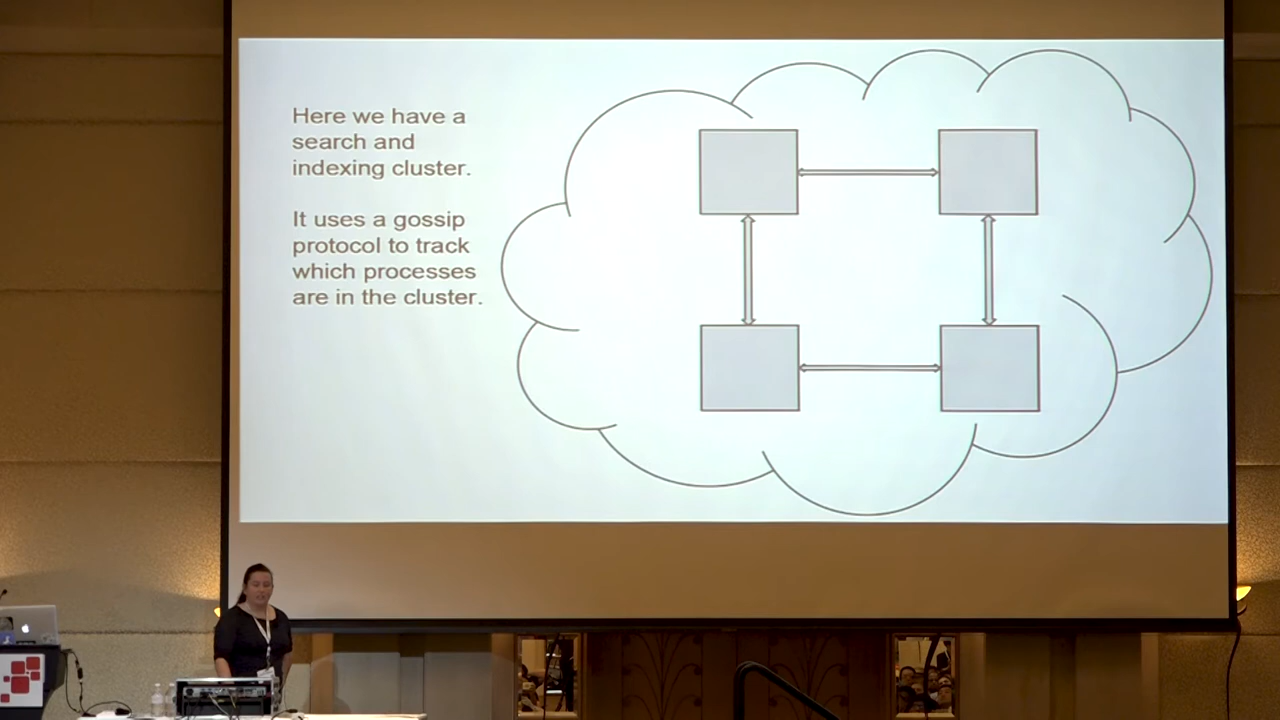 Here we have a
search and
indexing cluster.
It uses a gossip
protocol to track
which processes
are in the cluster.